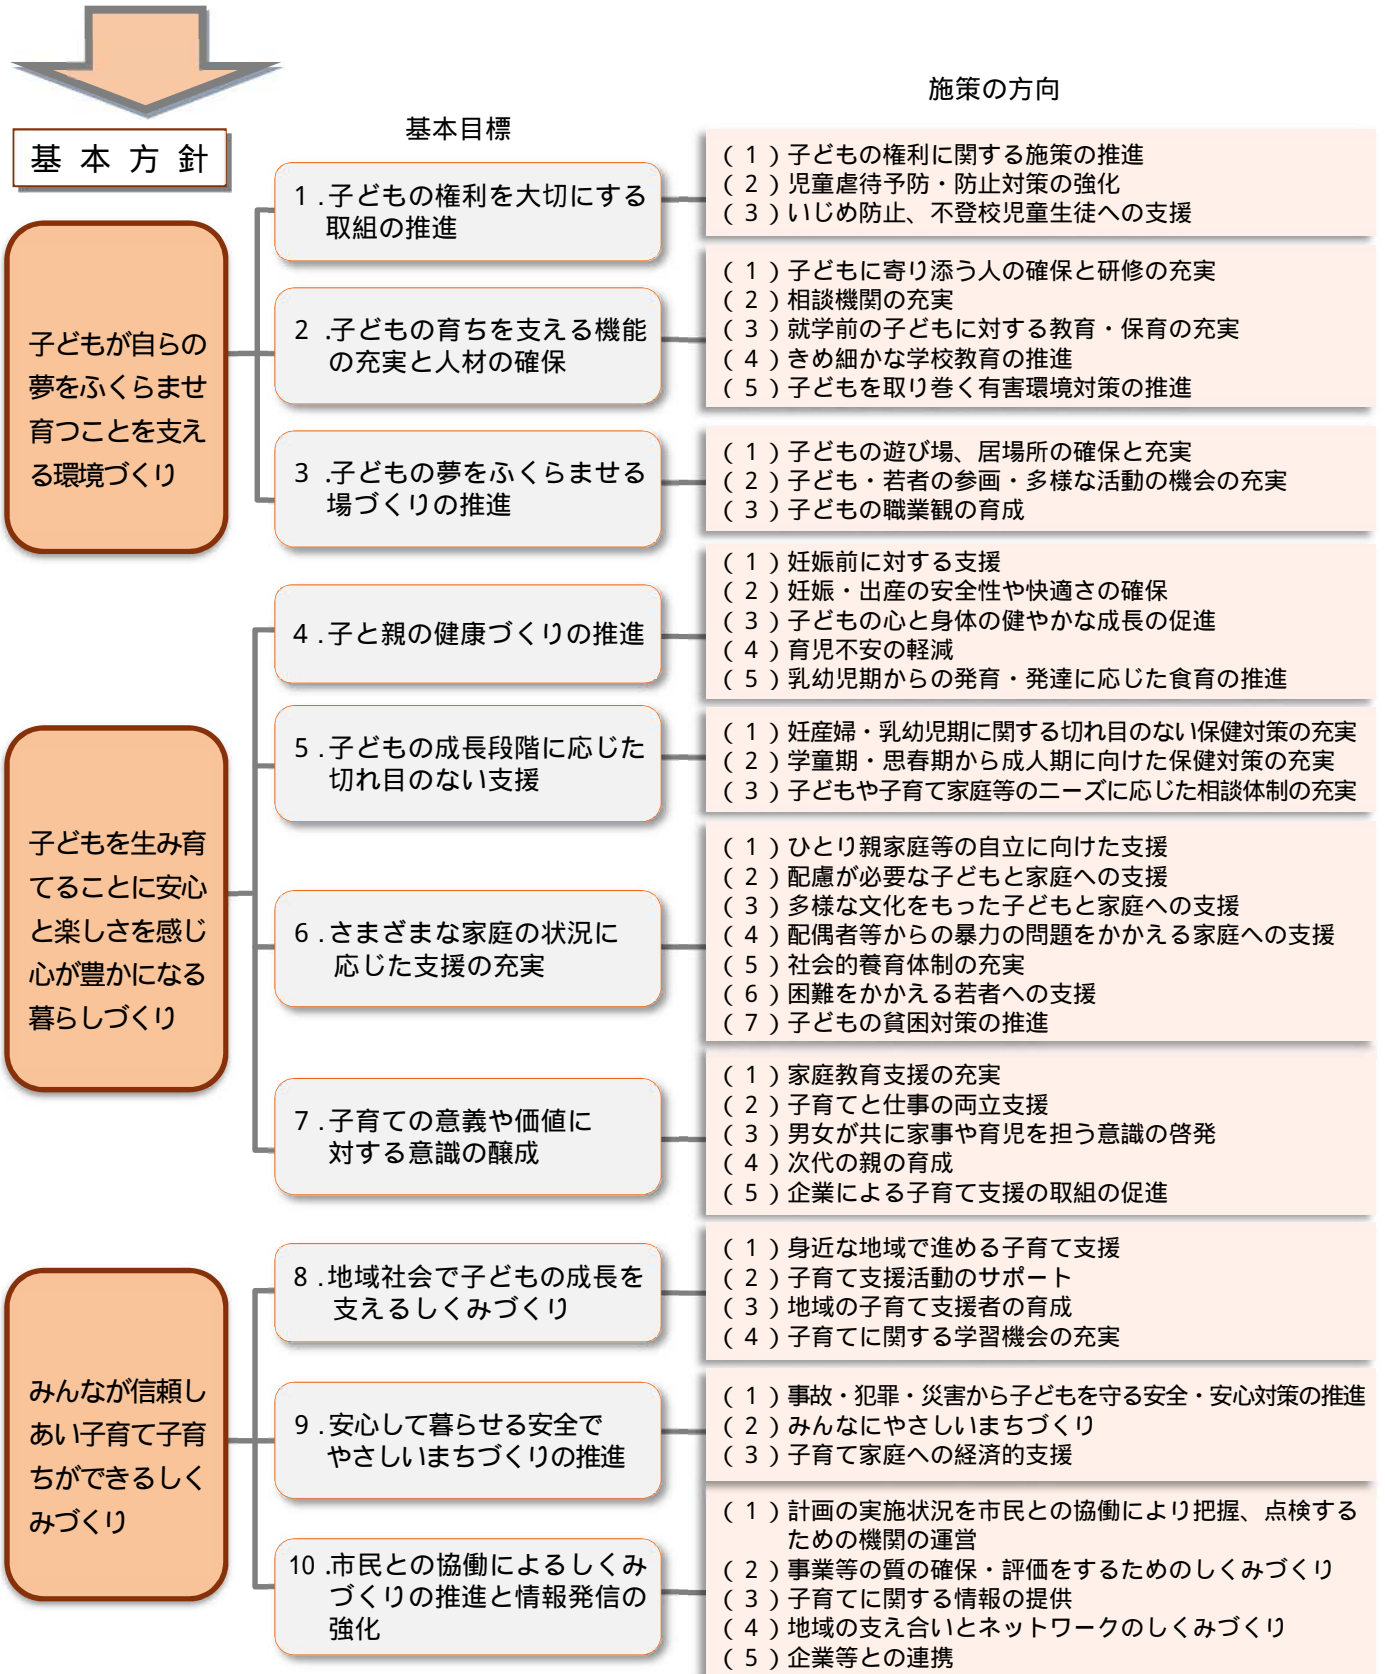 施策の方向
基本目標
基本方針
子どもが自らの
夢をふくらませ
育つことを支え
る環境づくり
1.子どもの権利を大切にする
取組の推進
(1)子どもの権利に関する施策の推進
(2)児童虐待予防・防止対策の強化
(3)いじめ防止、不登校児童生徒への支援
2.子どもの育ちを支える機能
の充実と人材の確保
(1)子どもに寄り添う人の確保と研修の充実
(2)相談機関の充実
(3)就学前の子どもに対する教育・保育の充実
(4)きめ細かな学校教育の推進
(5)子どもを取り巻く有害環境対策の推進
3.子どもの夢をふくらませる
場づくりの推進
(1)子どもの遊び場、居場所の確保と充実
(2)子ども・若者の参画・多様な活動の機会の充実
(3)子どもの職業観の育成
子どもを生み育
てることに安心
と楽しさを感じ
心が豊かになる
暮らしづくり
4.子と親の健康づくりの推進
(1)妊娠前に対する支援
(2)妊娠・出産の安全性や快適さの確保
(3)子どもの心と身体の健やかな成長の促進
(4)育児不安の軽減
(5)乳幼児期からの発育・発達に応じた食育の推進
5.子どもの成長段階に応じた
切れ目のない支援
(1)妊産婦・乳幼児期に関する切れ目のない保健対策の充実
(2)学童期・思春期から成人期に向けた保健対策の充実
(3)子どもや子育て家庭等のニーズに応じた相談体制の充実
6.さまざまな家庭の状況に
応じた支援の充実
(1)ひとり親家庭等の自立に向けた支援
(2)配慮が必要な子どもと家庭への支援
(3)多様な文化をもった子どもと家庭への支援
(4)配偶者等からの暴力の問題をかかえる家庭への支援
(5)社会的養育体制の充実
(6)困難をかかえる若者への支援
(7)子どもの貧困対策の推進
7.子育ての意義や価値に
対する意識の醸成
(1)家庭教育支援の充実
(2)子育てと仕事の両立支援
(3)男女が共に家事や育児を担う意識の啓発
(4)次代の親の育成
(5)企業による子育て支援の取組の促進
みんなが信頼し
あい子育て子育
ちができるしく
みづくり
8.地域社会で子どもの成長を
支えるしくみづくり
(1)身近な地域で進める子育て支援
(2)子育て支援活動のサポート
(3)地域の子育て支援者の育成
(4)子育てに関する学習機会の充実
9.安心して暮らせる安全で
やさしいまちづくりの推進
(1)事故・犯罪・災害から子どもを守る安全・安心対策の推進
(2)みんなにやさしいまちづくり
(3)子育て家庭への経済的支援
10.市民との協働によるしくみ
づくりの推進と情報発信の
強化
(1)計画の実施状況を市民との協働により把握、点検する
ための機関の運営
(2)事業等の質の確保・評価をするためのしくみづくり
(3)子育てに関する情報の提供
(4)地域の支え合いとネットワークのしくみづくり
(5)企業等との連携